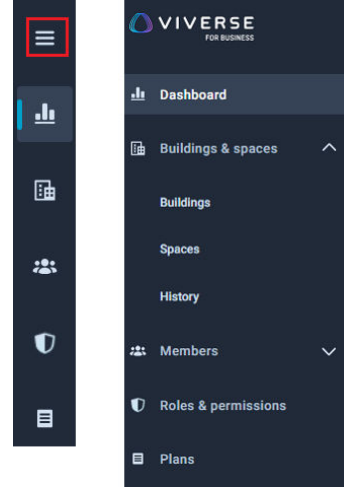 VIVERSE
FOR BUSINESS
Dashboard
Buildings & spaces
Buildings
Spaces
History
Members
Roles & permissions
Plans